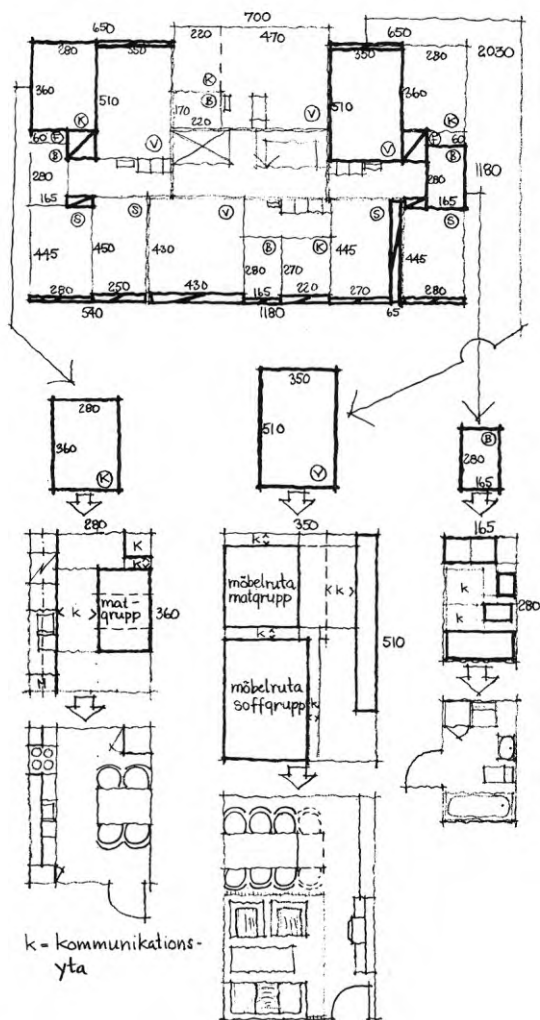 700
650
220
470
650
280
350
350
280
2030
360
510
510
360
K
B
170
220
V
K
K
60
F
B
V
V
F
60
B
280
280
1180
165
165
S
S
V
S
S
B
K
445
450
430
280
270
445
445
280
250
430
165
220
270
280
540
1180
65
280
360
K
350
510
V
B
280
165
280
K
k
k
mat-
grupp
360
350
k
möbelruta
matgrupp
k
k
möbelruta
soffgrupp
k
510
165
k
k
280
k = kommunikations-
yta